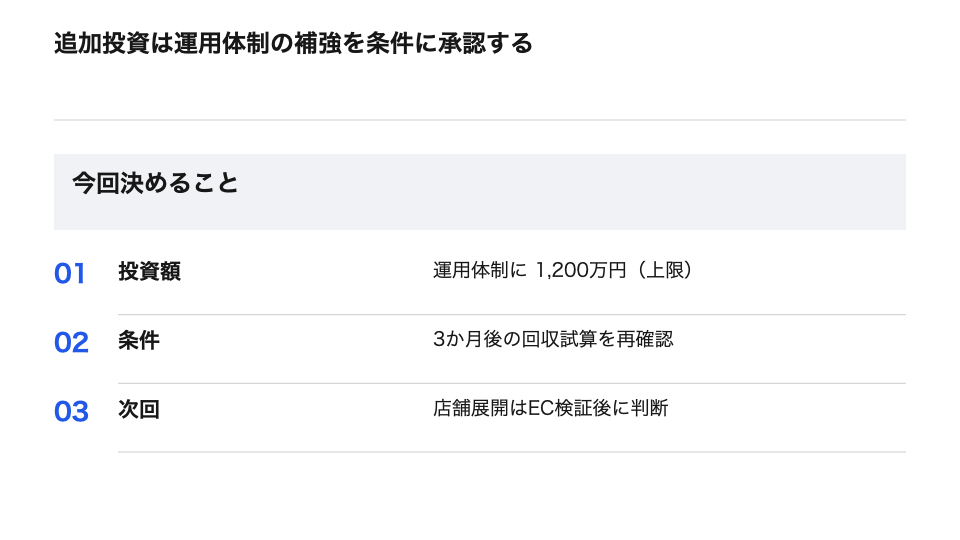 追加投資は運用体制の補強を条件に承認する
今回決めること
01 投資額 運用体制に 1,200万円（上限）
02 条件 3か月後の回収試算を再確認
03 次回 店舗展開はEC検証後に判断